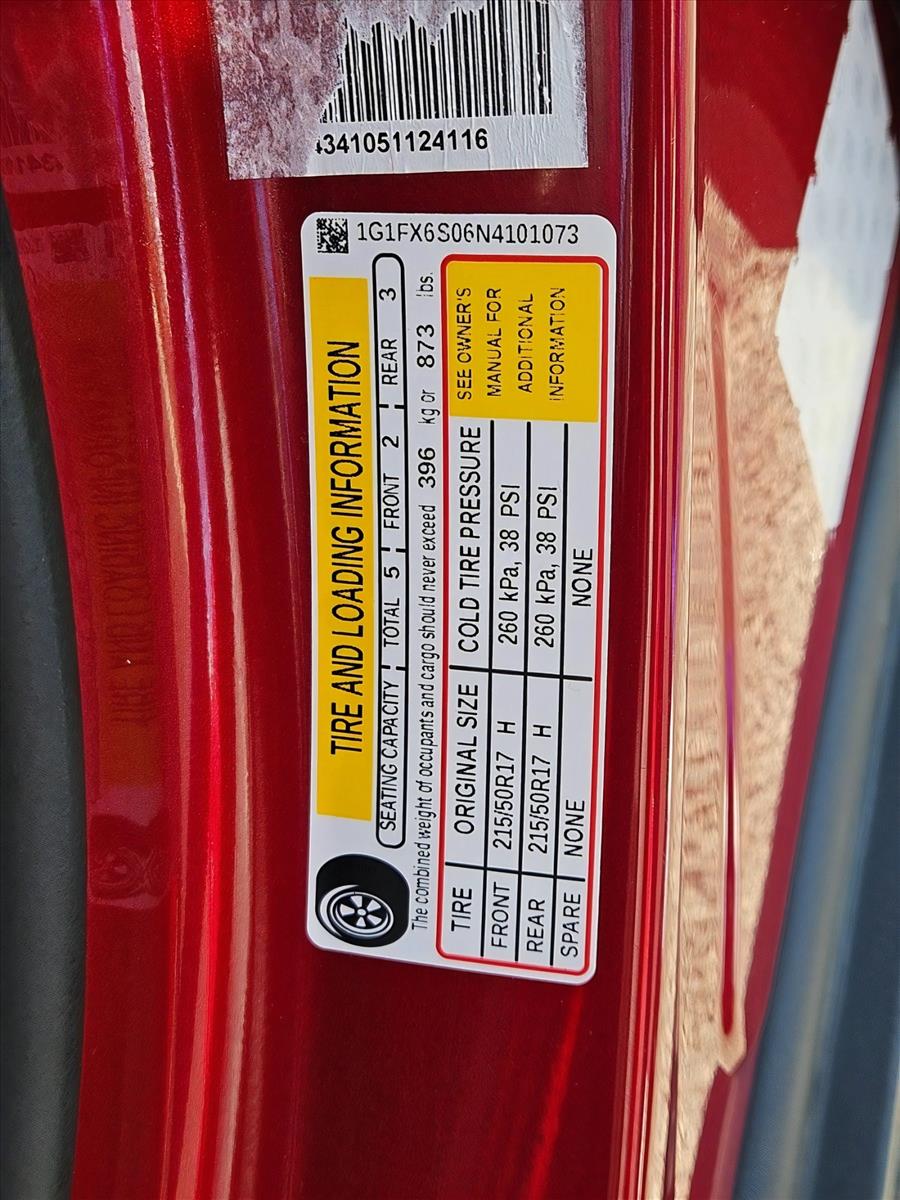 4341051124116
1G1FX6S06N4101073
TIRE AND LOADING INFORMATION
SEATING CAPACITY TOTAL 5 FRONT 2 REAR 3
The combined weight of occupants and cargo should never exceed 396 kg or 873 lbs.
TIRE ORIGINAL SIZE COLD TIRE PRESSURE
FRONT 215/50R17 H 260 kPa, 38 PSI
REAR 215/50R17 H 260 kPa, 38 PSI
SPARE NONE NONE
SEE OWNER'S
MANUAL FOR
ADDITIONAL
INFORMATION